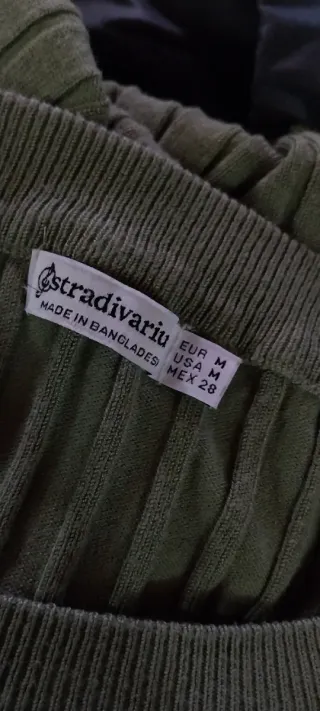 stradivariu
MADE IN BANGLADES
EUR M
USA M
MEX 28